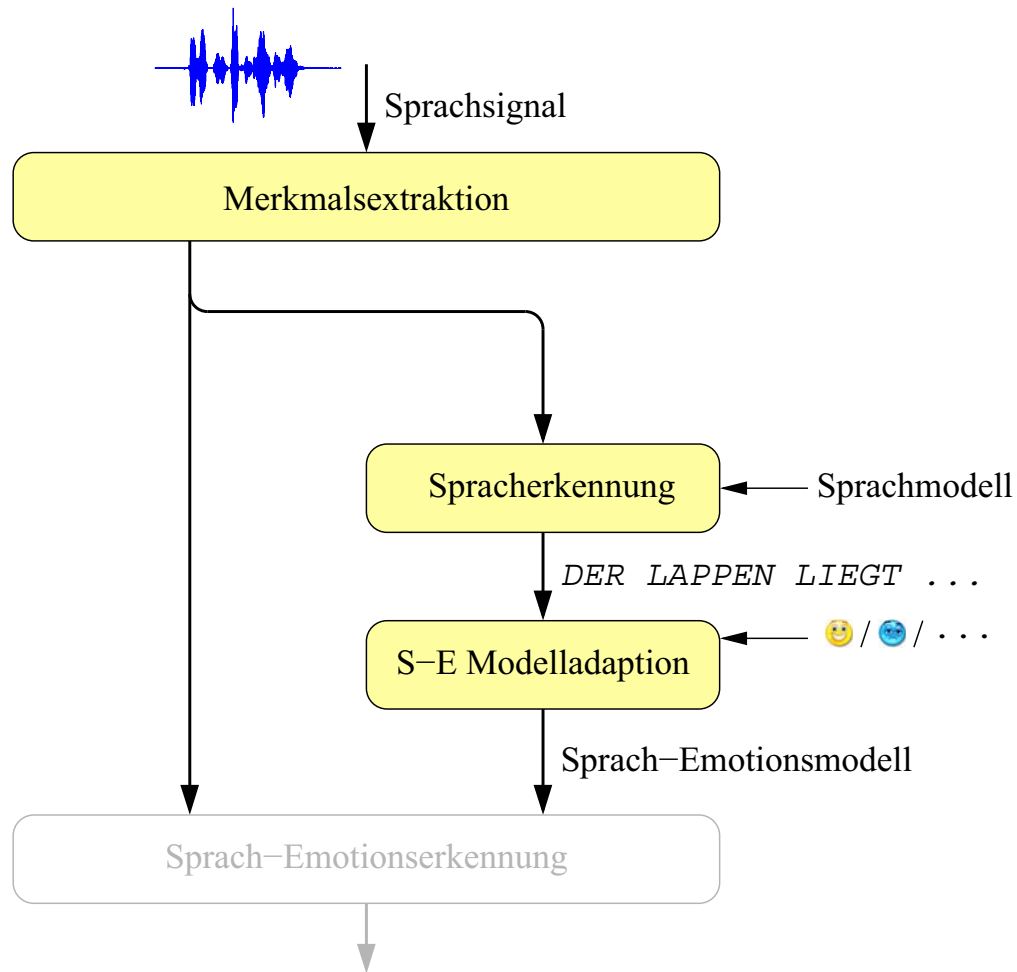 Sprachsignal
Merkmalsextraktion
Spracherkennung
Sprachmodell
DER LAPPEN LIEGT ...
/ / ...
S−E Modelladaption
Sprach−Emotionsmodell
Sprach−Emotionserkennung